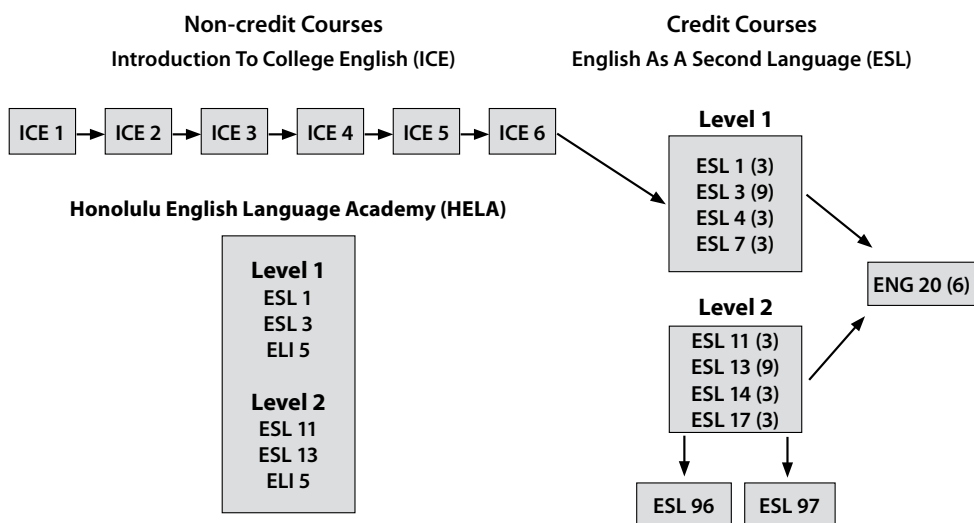 Non-credit Courses
Introduction To College English (ICE)
ICE 1
ICE 2
ICE 3
ICE 4
ICE 5
ICE 6
Honolulu English Language Academy (HELA)
Level 1
ESL 1
ESL 3
ELI 5
Level 2
ESL 11
ESL 13
ELI 5
Credit Courses
English As A Second Language (ESL)
Level 1
ESL 1 (3)
ESL 3 (9)
ESL 4 (3)
ESL 7 (3)
ENG 20 (6)
Level 2
ESL 11 (3)
ESL 13 (9)
ESL 14 (3)
ESL 17 (3)
ESL 96
ESL 97